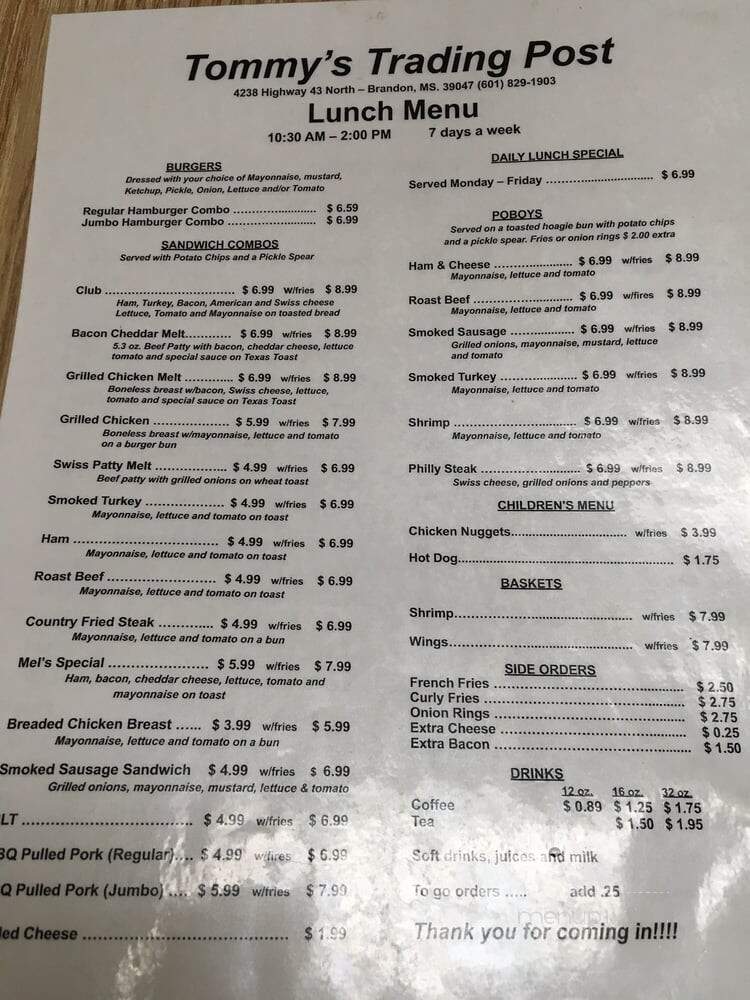 Tommy's Trading Post
4238 Highway 43 North – Brandon, MS. 39047 (601) 829-1903
Lunch Menu
10:30 AM – 2:00 PM 7 days a week
BURGERS
Dressed with your choice of Mayonnaise, mustard,
Ketchup, Pickle, Onion, Lettuce and/or Tomato
Regular Hamburger Combo ......................... $ 6.59
Jumbo Hamburger Combo ........................... $ 6.99
SANDWICH COMBOS
Served with Potato Chips and a Pickle Spear
Club .................................. $ 6.99 w/fries $ 8.99
Ham, Turkey, Bacon, American and Swiss cheese
Lettuce, Tomato and Mayonnaise on toasted bread
Bacon Cheddar Melt............ $ 6.99 w/fries $ 8.99
5.3 oz. Beef Patty with bacon, cheddar cheese, lettuce
tomato and special sauce on Texas Toast
Grilled Chicken Melt ............. $ 6.99 w/fries $ 8.99
Boneless breast w/bacon, Swiss cheese, lettuce,
tomato and special sauce on Texas Toast
Grilled Chicken .................... $ 5.99 w/fries $ 7.99
Boneless breast w/mayonnaise, lettuce and tomato
on a burger bun
Swiss Patty Melt ................... $ 4.99 w/fries $ 6.99
Beef patty with grilled onions on wheat toast
Smoked Turkey .................... $ 4.99 w/fries $ 6.99
Mayonnaise, lettuce and tomato on toast
Ham ..................................... $ 4.99 w/fries $ 6.99
Mayonnaise, lettuce and tomato on toast
Roast Beef ........................... $ 4.99 w/fries $ 6.99
Mayonnaise, lettuce and tomato on toast
Country Fried Steak ............. $ 4.99 w/fries $ 6.99
Mayonnaise, lettuce and tomato on a bun
Mel's Special ........................ $ 5.99 w/fries $ 7.99
Ham, bacon, cheddar cheese, lettuce, tomato and
mayonnaise on toast
Breaded Chicken Breast ...... $ 3.99 w/fries $ 5.99
Mayonnaise, lettuce and tomato on a bun
Smoked Sausage Sandwich $ 4.99 w/fries $ 6.99
Grilled onions, mayonnaise, mustard, lettuce & tomato
LT ........................................ $ 4.99 w/fries $ 6.99
BQ Pulled Pork (Regular).... $ 4.99 w/fires $ 6.99
Q Pulled Pork (Jumbo) .... $ 5.99 w/fries $ 7.99
led Cheese ................................................ $ 1.99
DAILY LUNCH SPECIAL
Served Monday – Friday ................................ $ 6.99
POBOYS
Served on a toasted hoagie bun with potato chips
and a pickle spear. Fries or onion rings $ 2.00 extra
Ham & Cheese ........................ $ 6.99 w/fries $ 8.99
Mayonnaise, lettuce and tomato
Roast Beef .............................. $ 6.99 w/fires $ 8.99
Mayonnaise, lettuce and tomato
Smoked Sausage ................... $ 6.99 w/fries $ 8.99
Grilled onions, mayonnaise, mustard, lettuce
and tomato
Smoked Turkey ....................... $ 6.99 w/fries $ 8.99
Mayonnaise, lettuce and tomato
Shrimp ..................................... $ 6.99 w/fries $ 8.99
Mayonnaise, lettuce and tomato
Philly Steak .............................. $ 6.99 w/fries $ 8.99
Swiss cheese, grilled onions and peppers
CHILDREN'S MENU
Chicken Nuggets.................................. w/fries $ 3.99
Hot Dog................................................................ $ 1.75
BASKETS
Shrimp.................................................... w/fries $ 7.99
Wings...................................................... w/fries $ 7.99
SIDE ORDERS
French Fries ........................................................ $ 2.50
Curly Fries ........................................................... $ 2.75
Onion Rings ......................................................... $ 2.75
Extra Cheese ....................................................... $ 0.25
Extra Bacon ......................................................... $ 1.50
DRINKS
12 oz. 16 oz. 32 oz.
Coffee $ 0.89 $ 1.25 $ 1.75
Tea $ 1.50 $ 1.95
Soft drinks, juices and milk
To go orders ..... add .25
Thank you for coming in!!!!